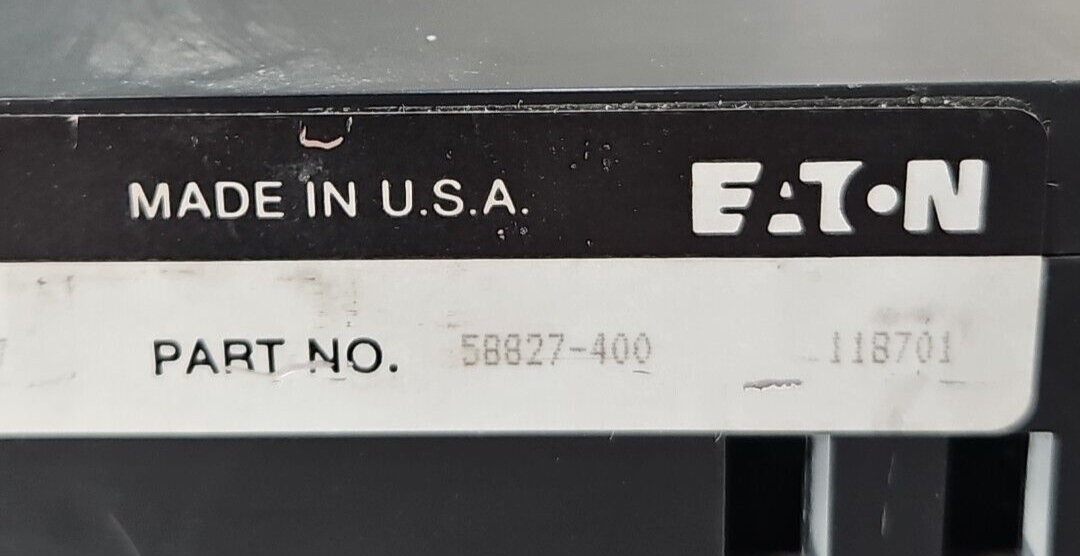 MADE IN U.S.A. EATON
PART NO. 58827-400 118701